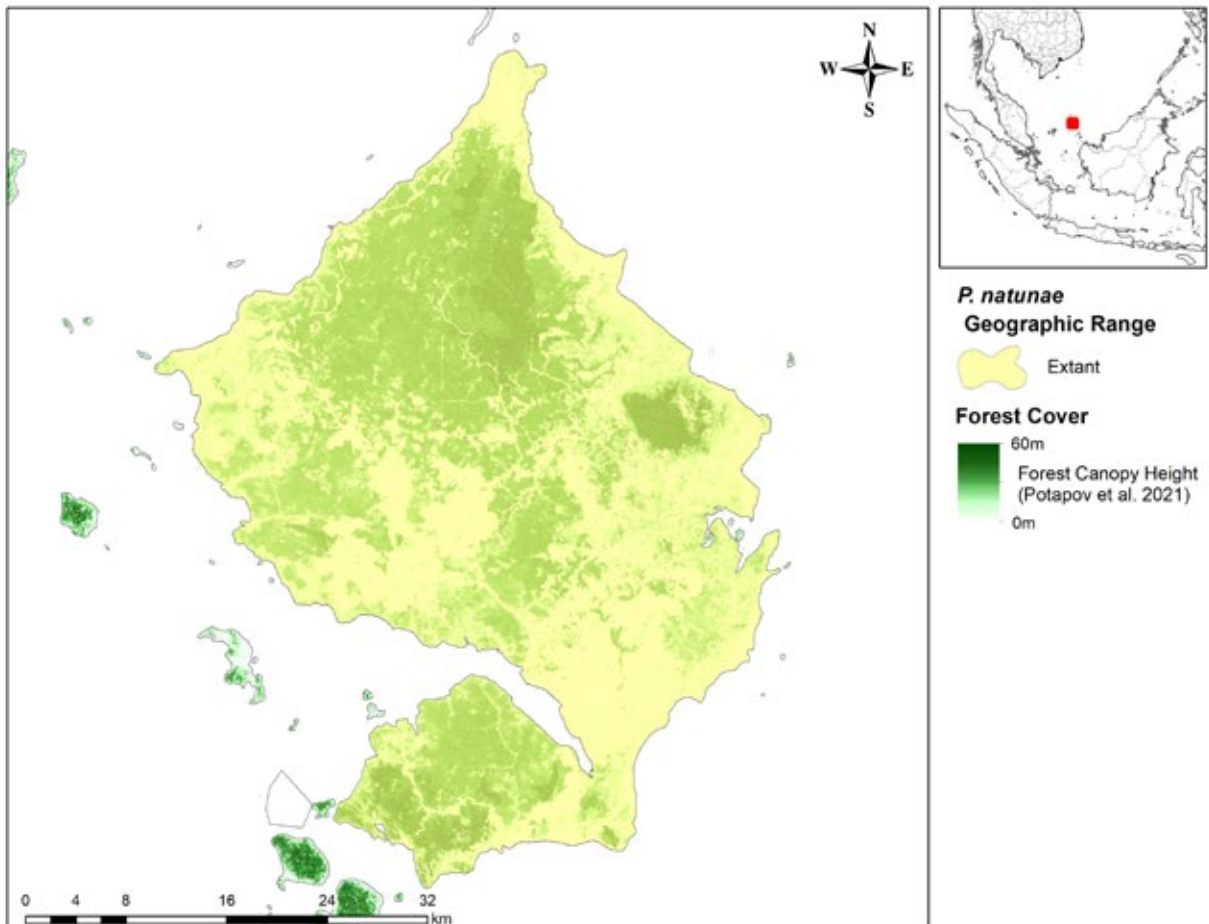 N
W E
S
P. natunae
Geographic Range
Extant
Forest Cover
60m
Forest Canopy Height
(Potapov et al. 2021)
0m
0 4 8 16 24 32
km